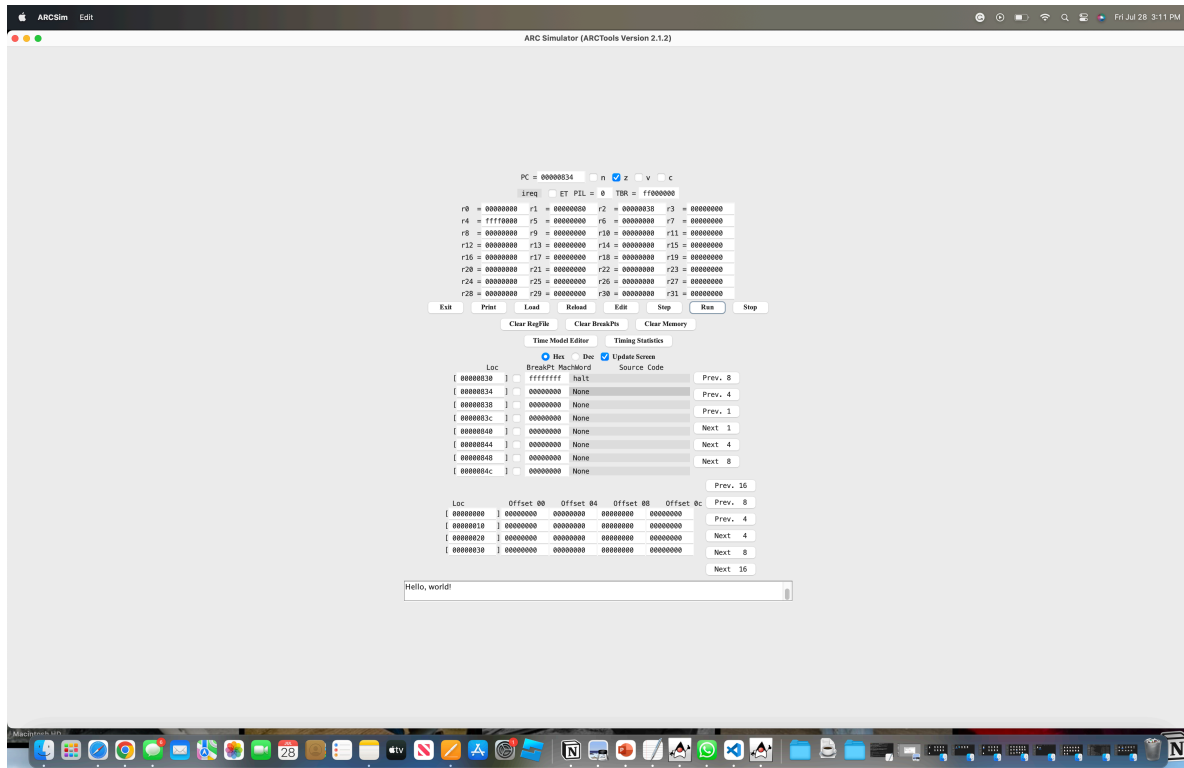 ARCSim Edit Fri Jul 28 3:11 PM
ARC Simulator (ARCTools Version 2.1.2)
PC = 00000834 n z v c
ireq ET PIL = 0 TBR = ff000000
r0 = 00000000 r1 = 00000080 r2 = 00000038 r3 = 00000000
r4 = ffff0000 r5 = 00000000 r6 = 00000000 r7 = 00000000
r8 = 00000000 r9 = 00000000 r10 = 00000000 r11 = 00000000
r12 = 00000000 r13 = 00000000 r14 = 00000000 r15 = 00000000
r16 = 00000000 r17 = 00000000 r18 = 00000000 r19 = 00000000
r20 = 00000000 r21 = 00000000 r22 = 00000000 r23 = 00000000
r24 = 00000000 r25 = 00000000 r26 = 00000000 r27 = 00000000
r28 = 00000000 r29 = 00000000 r30 = 00000000 r31 = 00000000
Exit Print Load Reload Edit Step Run Stop
Clear RegFile Clear BreakPts Clear Memory
Time Model Editor Timing Statistics
Hex Dec Update Screen
Loc BreakPt MachWord Source Code
[ 00000830 ] ffffffff halt Prev. 8
[ 00000834 ] 00000000 None Prev. 4
[ 00000838 ] 00000000 None Prev. 1
[ 0000083c ] 00000000 None
[ 00000840 ] 00000000 None Next 1
[ 00000844 ] 00000000 None Next 4
[ 00000848 ] 00000000 None Next 8
[ 0000084c ] 00000000 None
Prev. 16
Loc Offset 00 Offset 04 Offset 08 Offset 0c Prev. 8
[ 00000000 ] 00000000 00000000 00000000 00000000 Prev. 4
[ 00000010 ] 00000000 00000000 00000000 00000000
[ 00000020 ] 00000000 00000000 00000000 00000000 Next 4
[ 00000030 ] 00000000 00000000 00000000 00000000 Next 8
Next 16
Hello, world!
Macintosh HD
JUL
28
tv